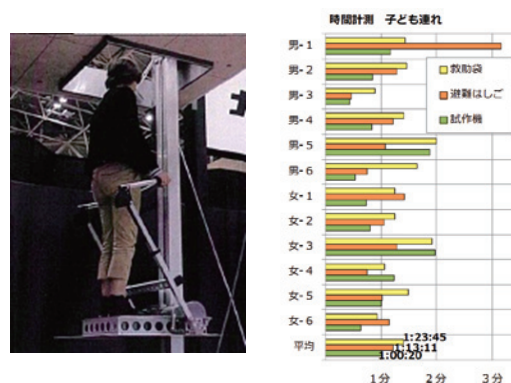 時間計測 子ども連れ
男-1
男-2
男-3
男-4
男-5
男-6
女-1
女-2
女-3
女-4
女-5
女-6
平均
救助袋
避難はしご
試作機
1:23:45
1:13:11
1:00:20
1分 2分 3分